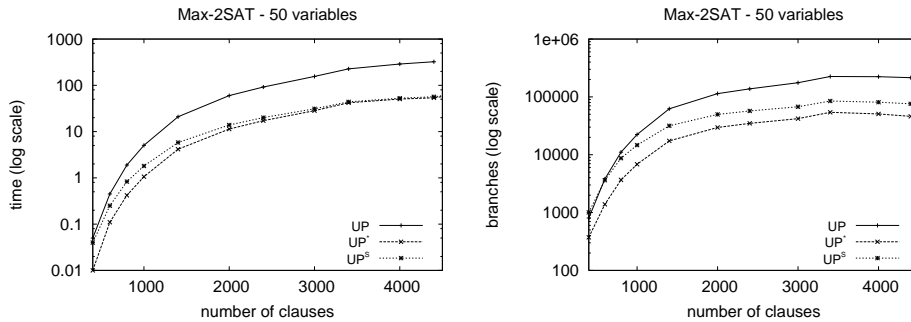 Max-2SAT - 50 variables
1000
100
10
1
0.1
0.01
time (log scale)
UP
UP*
UP^S
1000
2000
3000
4000
number of clauses
Max-2SAT - 50 variables
1e+06
100000
10000
1000
100
branches (log scale)
UP
UP*
UP^S
1000
2000
3000
4000
number of clauses